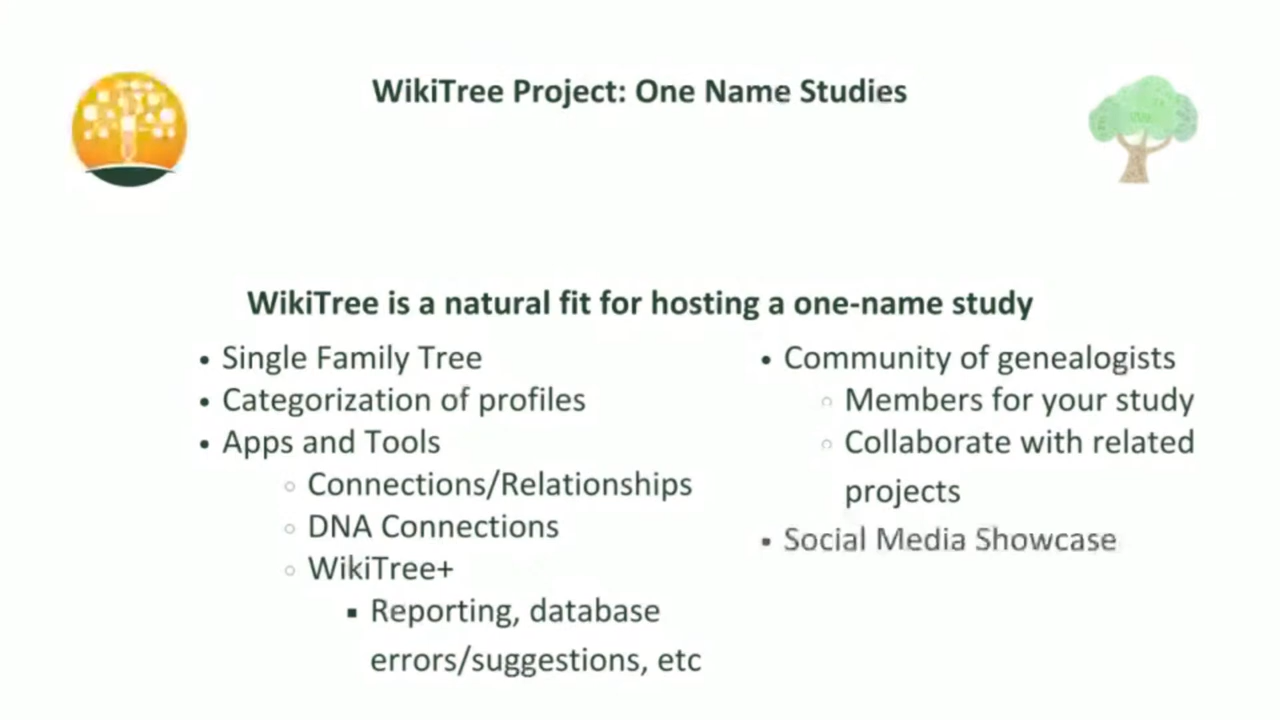 WikiTree Project: One Name Studies
WikiTree is a natural fit for hosting a one-name study
• Single Family Tree
• Categorization of profiles
• Apps and Tools
○ Connections/Relationships
○ DNA Connections
○ WikiTree+
▪ Reporting, database
errors/suggestions, etc
• Community of genealogists
○ Members for your study
○ Collaborate with related
projects
• Social Media Showcase